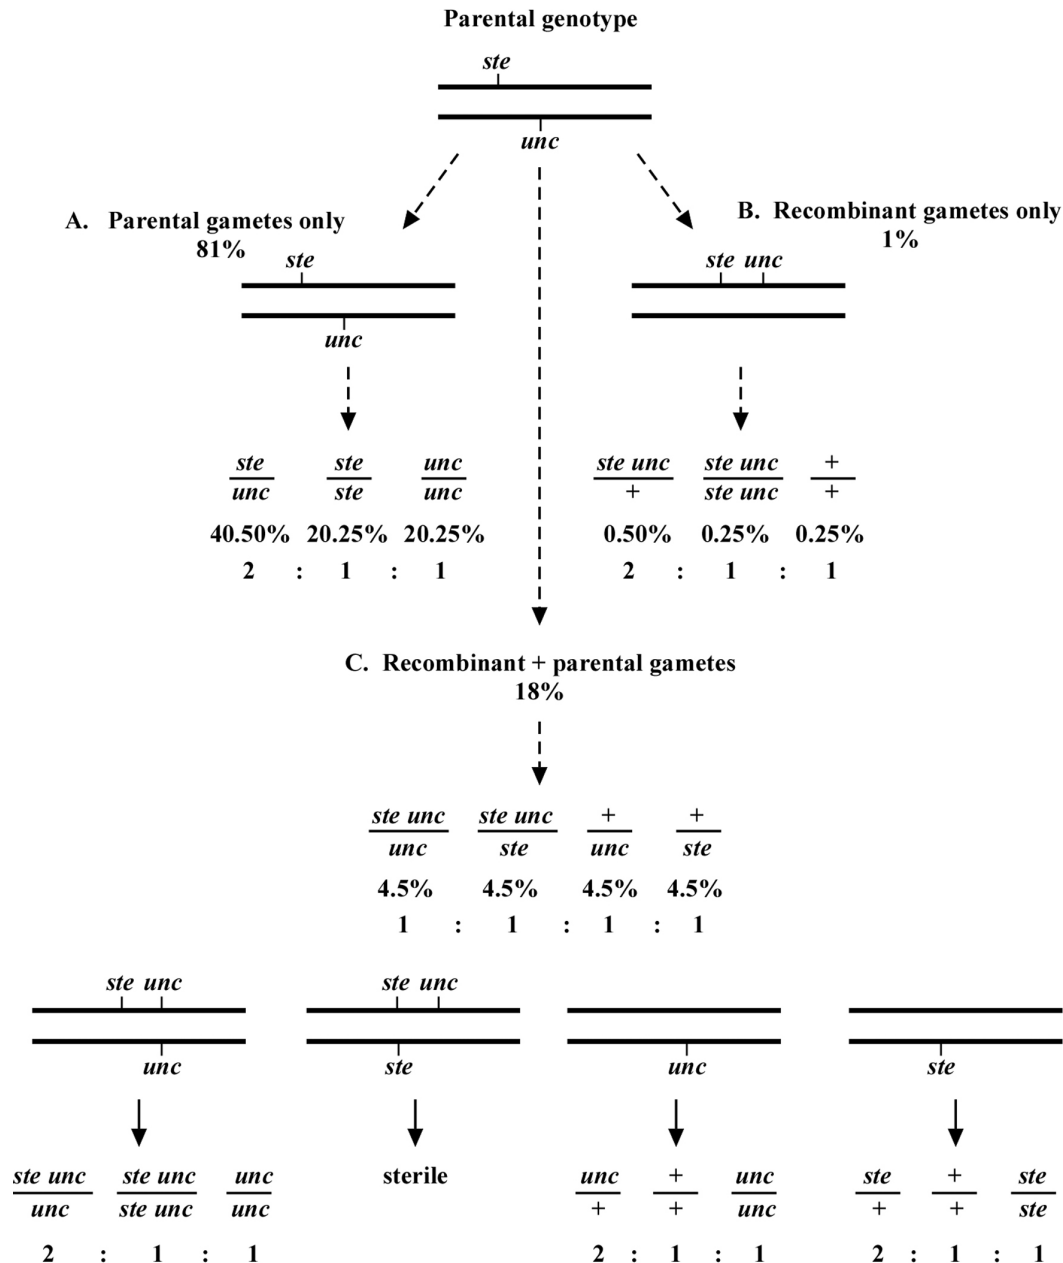 Parental genotype
ste
unc
A. Parental gametes only
81%
ste
unc
B. Recombinant gametes only
1%
ste unc
ste ste unc
unc ste unc
40.50% 20.25% 20.25%
2 : 1 : 1
ste unc ste unc +
+ ste unc +
0.50% 0.25% 0.25%
2 : 1 : 1
C. Recombinant + parental gametes
18%
ste unc ste unc + +
unc ste unc ste
4.5% 4.5% 4.5% 4.5%
1 : 1 : 1 : 1
ste unc ste unc
unc ste unc ste
sterile
ste unc ste unc unc unc + unc ste + ste
unc ste unc unc + + unc + + ste
2 : 1 : 1 2 : 1 : 1 2 : 1 : 1